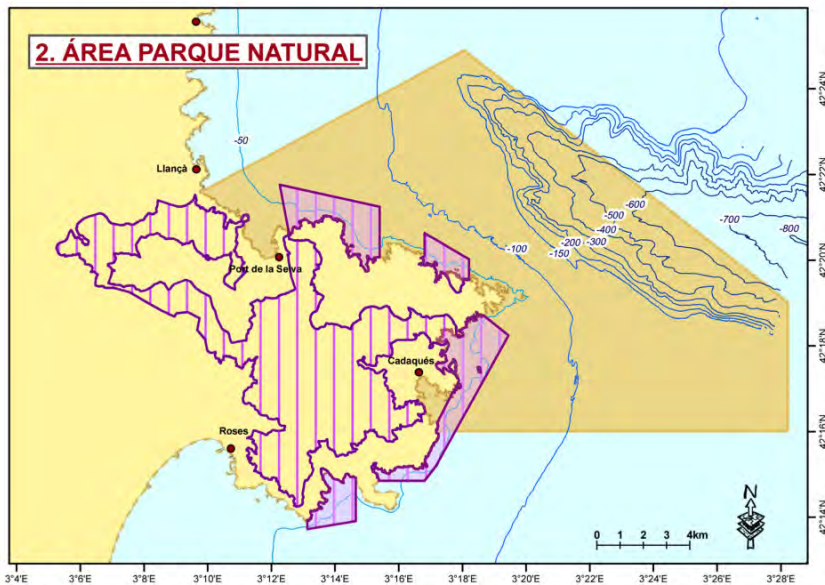 2. ÁREA PARQUE NATURAL
-50
Llançà
Port de la Selva
Cadaqués
Roses
-100
-150
-200
-300
-400
-500
-600
-700
-800
42°24'N
42°22'N
42°20'N
42°18'N
42°16'N
42°14'N
N
0 1 2 3 4km
3°4'E 3°6'E 3°8'E 3°10'E 3°12'E 3°14'E 3°16'E 3°18'E 3°20'E 3°22'E 3°24'E 3°26'E 3°28'E